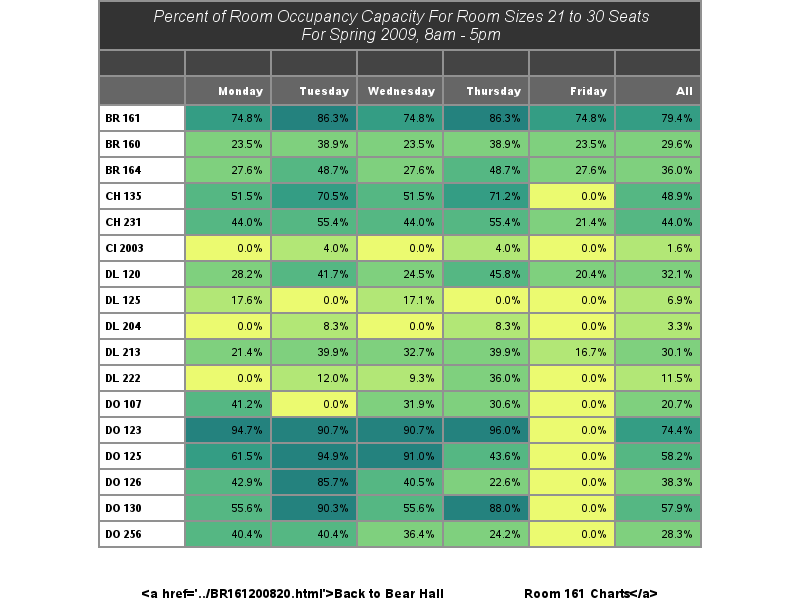 Percent of Room Occupancy Capacity For Room Sizes 21 to 30 Seats
For Spring 2009, 8am - 5pm
Monday Tuesday Wednesday Thursday Friday All
BR 161 74.8% 86.3% 74.8% 86.3% 74.8% 79.4%
BR 160 23.5% 38.9% 23.5% 38.9% 23.5% 29.6%
BR 164 27.6% 48.7% 27.6% 48.7% 27.6% 36.0%
CH 135 51.5% 70.5% 51.5% 71.2% 0.0% 48.9%
CH 231 44.0% 55.4% 44.0% 55.4% 21.4% 44.0%
CI 2003 0.0% 4.0% 0.0% 4.0% 0.0% 1.6%
DL 120 28.2% 41.7% 24.5% 45.8% 20.4% 32.1%
DL 125 17.6% 0.0% 17.1% 0.0% 0.0% 6.9%
DL 204 0.0% 8.3% 0.0% 8.3% 0.0% 3.3%
DL 213 21.4% 39.9% 32.7% 39.9% 16.7% 30.1%
DL 222 0.0% 12.0% 9.3% 36.0% 0.0% 11.5%
DO 107 41.2% 0.0% 31.9% 30.6% 0.0% 20.7%
DO 123 94.7% 90.7% 90.7% 96.0% 0.0% 74.4%
DO 125 61.5% 94.9% 91.0% 43.6% 0.0% 58.2%
DO 126 42.9% 85.7% 40.5% 22.6% 0.0% 38.3%
DO 130 55.6% 90.3% 55.6% 88.0% 0.0% 57.9%
DO 256 40.4% 40.4% 36.4% 24.2% 0.0% 28.3%
<a href='../BR161200820.html'>Back to Bear Hall Room 161 Charts</a>